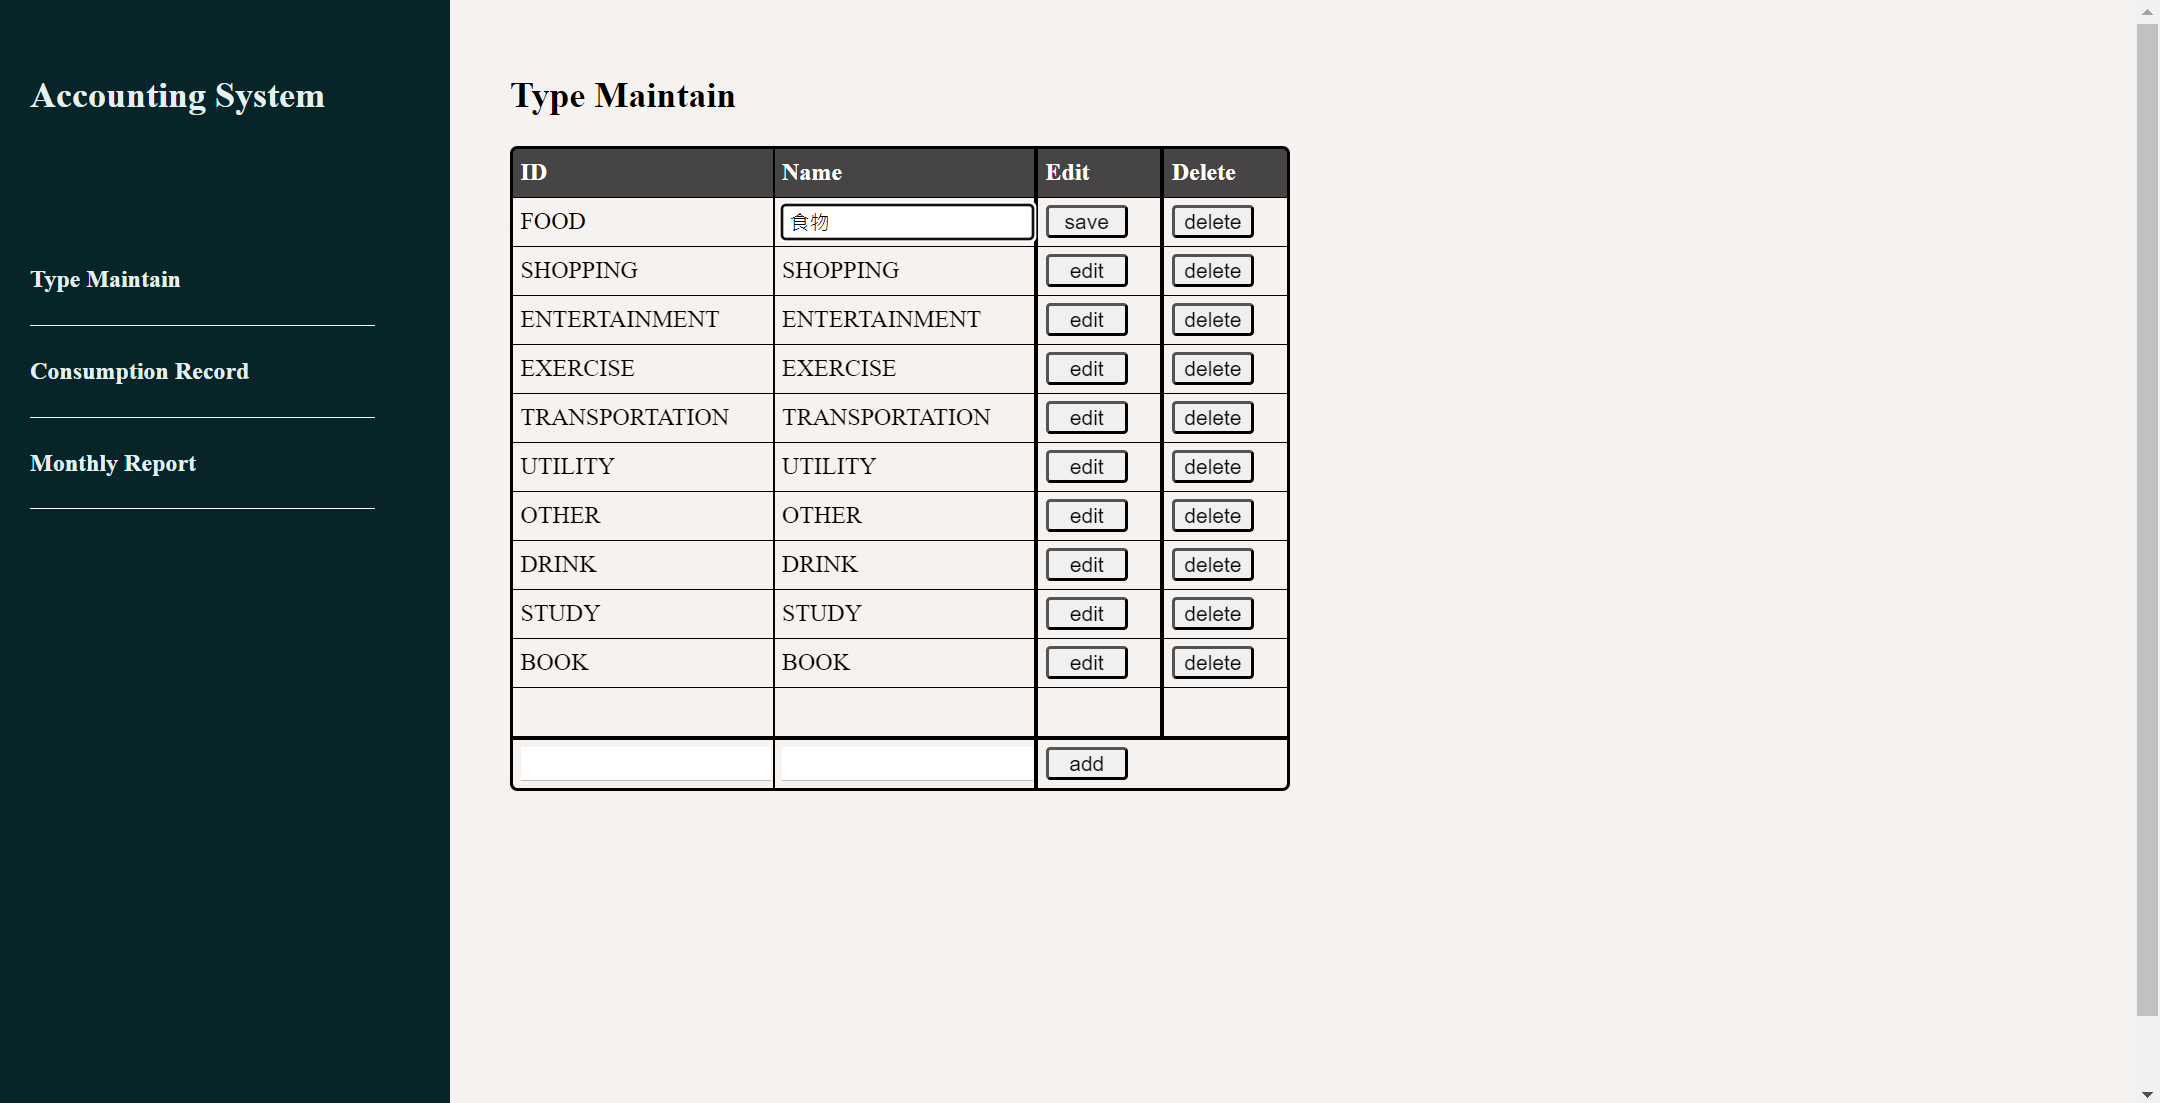 Accounting System
Type Maintain
Consumption Record
Monthly Report
Type Maintain
ID Name Edit Delete
FOOD 食物 save delete
SHOPPING SHOPPING edit delete
ENTERTAINMENT ENTERTAINMENT edit delete
EXERCISE EXERCISE edit delete
TRANSPORTATION TRANSPORTATION edit delete
UTILITY UTILITY edit delete
OTHER OTHER edit delete
DRINK DRINK edit delete
STUDY STUDY edit delete
BOOK BOOK edit delete
add